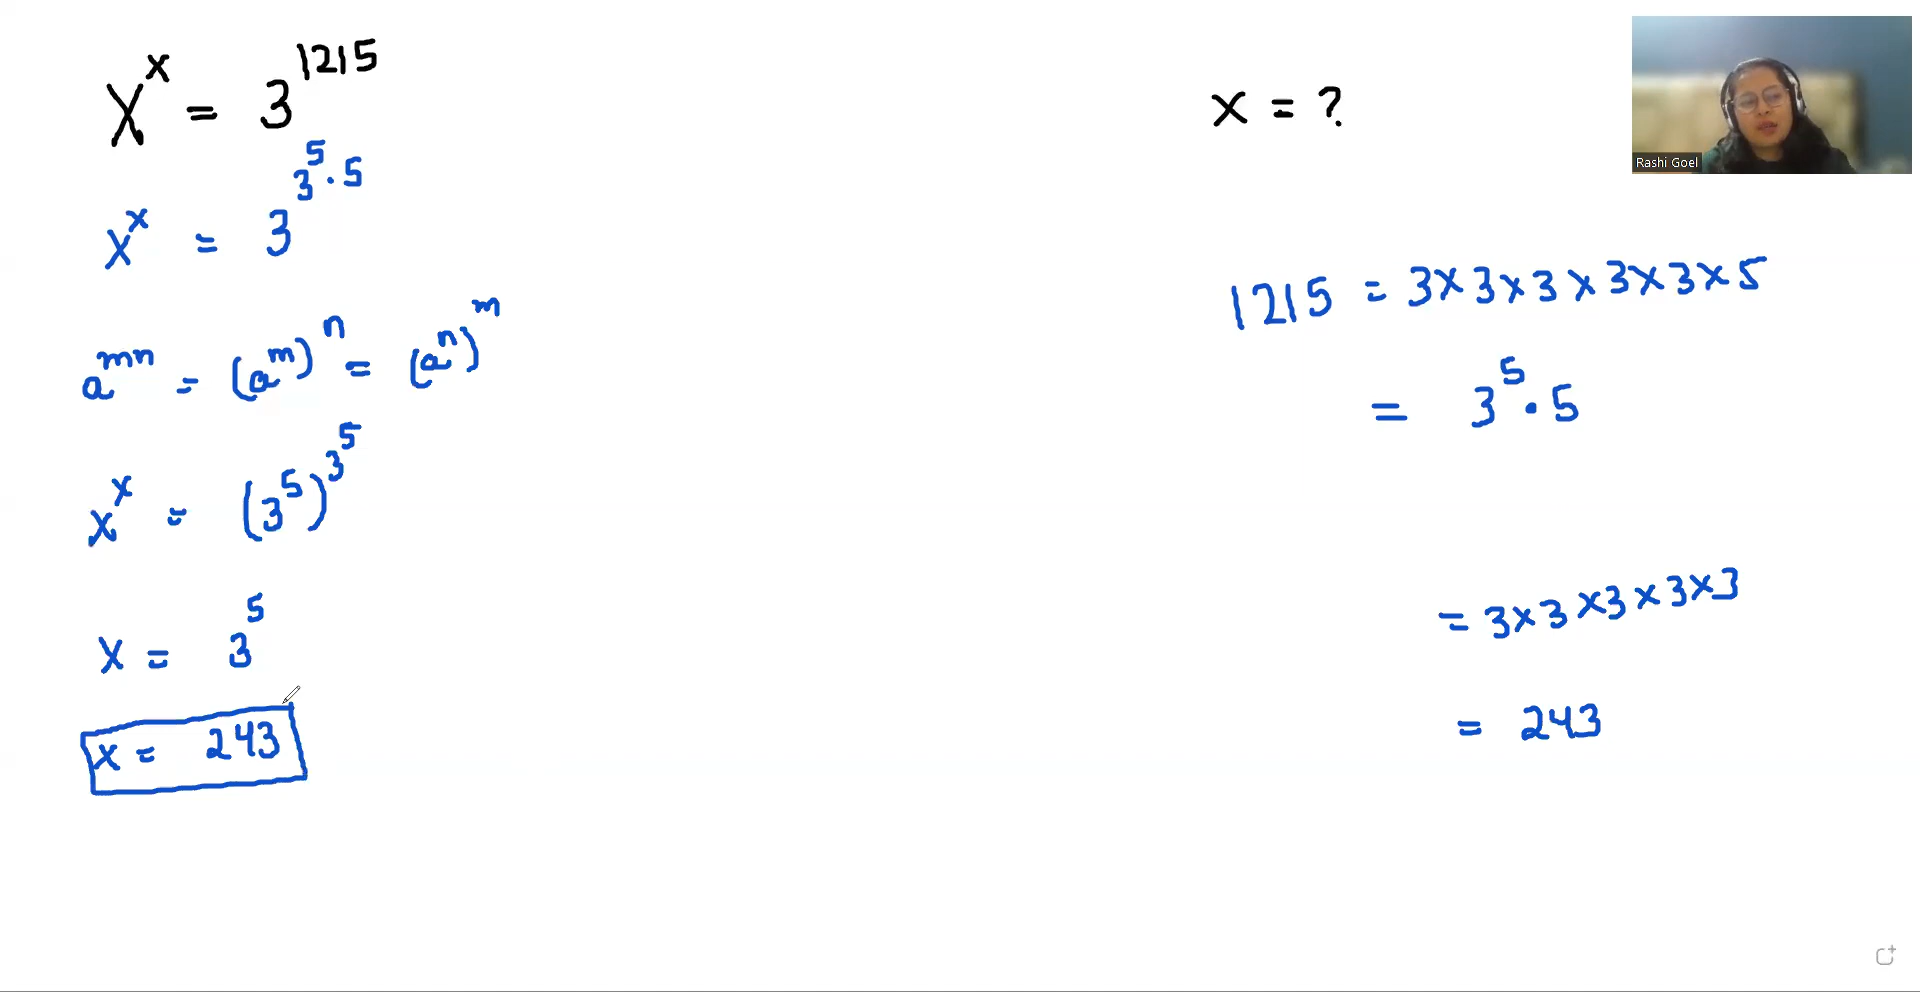 X^x = 3^1215
x = ?
Rashi Goel
x^x = 3^(3^5 · 5)
1215 = 3 × 3 × 3 × 3 × 3 × 5
a^mn = (a^m)^n = (a^n)^m
= 3^5 · 5
x^x = (3^5)^3^5
x = 3^5
= 3 × 3 × 3 × 3 × 3
x = 243
= 243